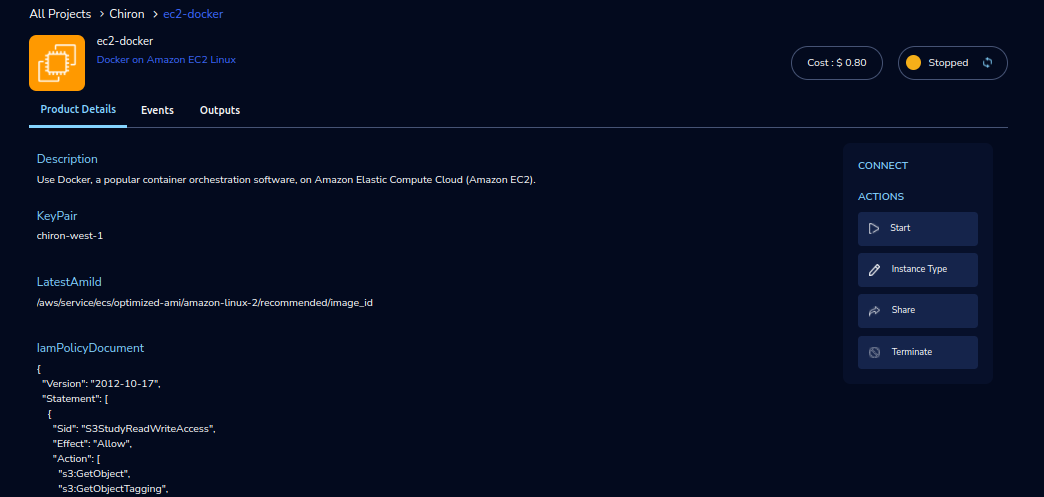 All Projects > Chiron > ec2-docker
ec2-docker
Docker on Amazon EC2 Linux
Cost : $ 0.80
Stopped
Product Details
Events
Outputs
Description
Use Docker, a popular container orchestration software, on Amazon Elastic Compute Cloud (Amazon EC2).
KeyPair
chiron-west-1
LatestAmiId
/aws/service/ecs/optimized-ami/amazon-linux-2/recommended/image_id
IamPolicyDocument
{
"Version": "2012-10-17",
"Statement": [
{
"Sid": "S3StudyReadWriteAccess",
"Effect": "Allow",
"Action": [
"s3:GetObject",
"s3:GetObjectTagging",
CONNECT
ACTIONS
Start
Instance Type
Share
Terminate